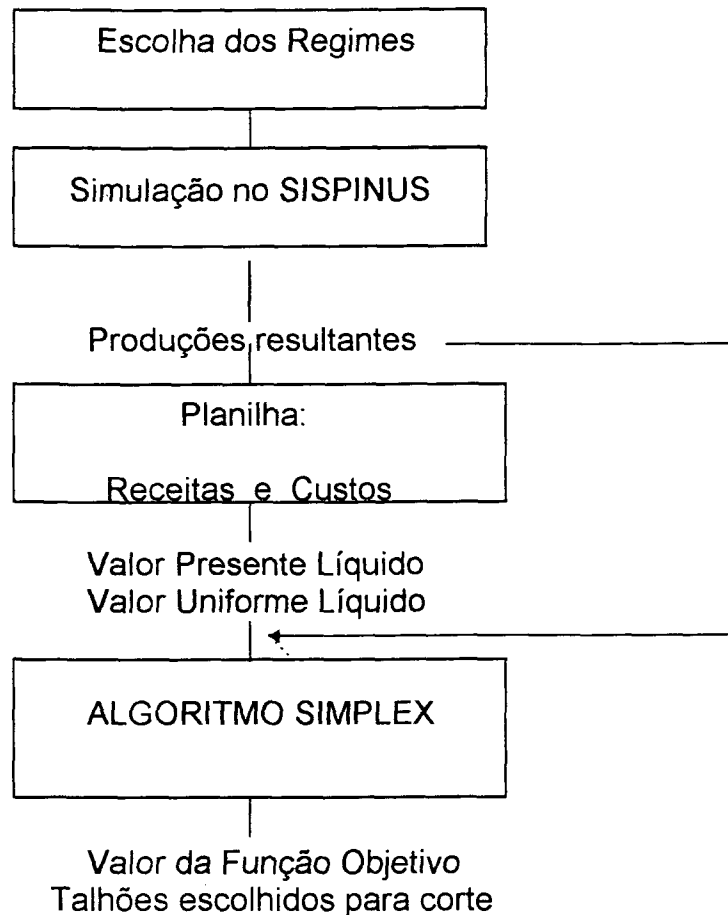 Escolha dos Regimes
Simulação no SISPINUS
Produções resultantes
Planilha:
Receitas e Custos
Valor Presente Líquido
Valor Uniforme Líquido
ALGORITMO SIMPLEX
Valor da Função Objetivo
Talhões escolhidos para corte